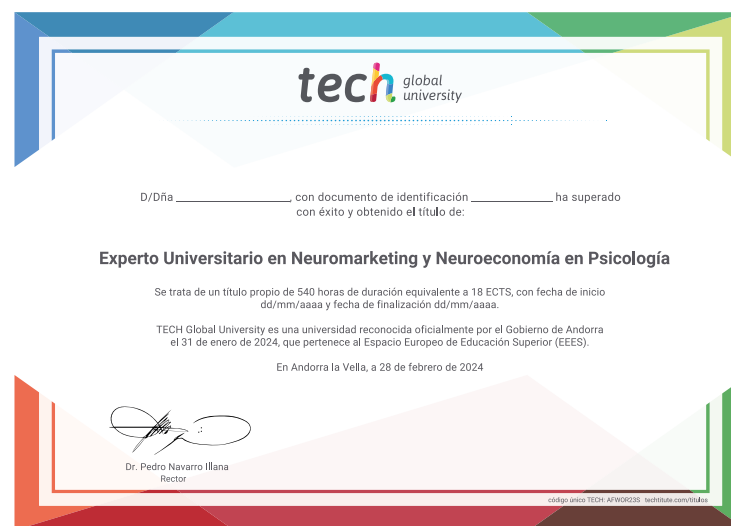 tech global
university
D/Dña ____________________, con documento de identificación ______________ ha superado
con éxito y obtenido el título de:
Experto Universitario en Neuromarketing y Neuroeconomía en Psicología
Se trata de un título propio de 540 horas de duración equivalente a 18 ECTS, con fecha de inicio
dd/mm/aaaa y fecha de finalización dd/mm/aaaa.
TECH Global University es una universidad reconocida oficialmente por el Gobierno de Andorra
el 31 de enero de 2024, que pertenece al Espacio Europeo de Educación Superior (EEES).
En Andorra la Vella, a 28 de febrero de 2024
Dr. Pedro Navarro Illana
Rector
código único TECH: AFWOR23S techtitute.com/titulos